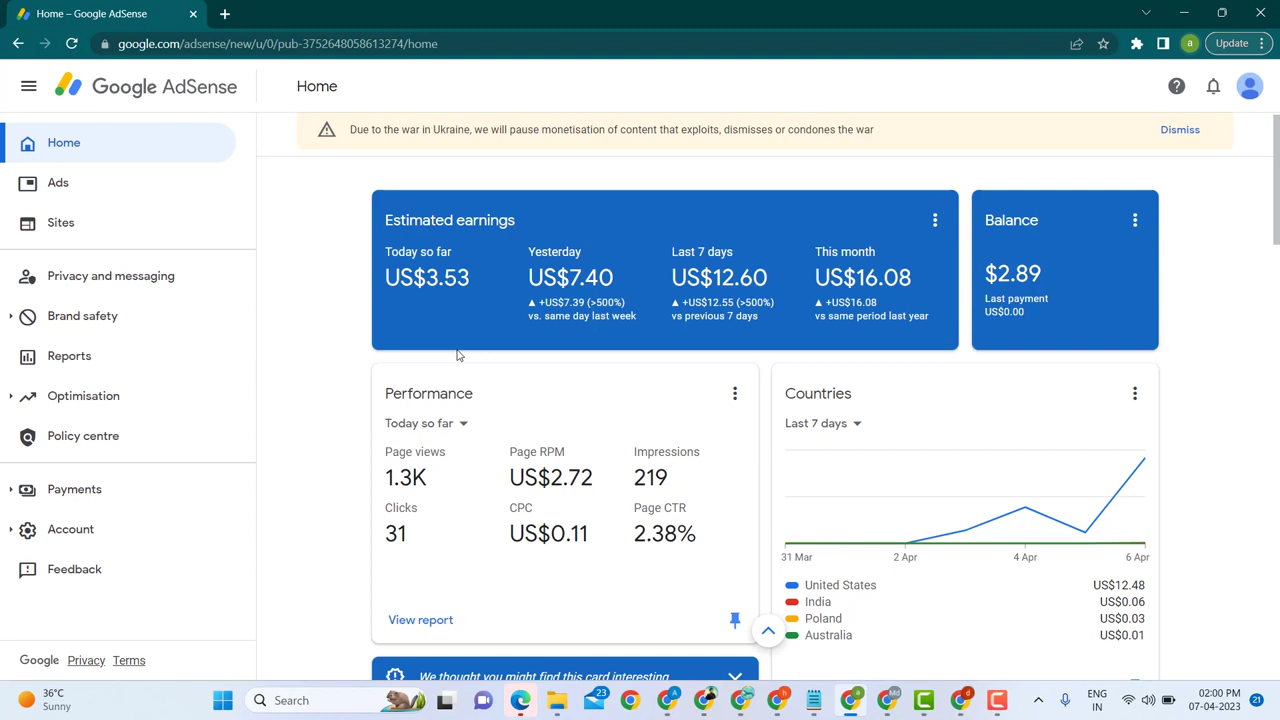 Home – Google AdSense
google.com/adsense/new/u/0/pub-3752648058613274/home
a
Update
Google AdSense
Home
Due to the war in Ukraine, we will pause monetisation of content that exploits, dismisses or condones the war
Dismiss
Home
Ads
Sites
Privacy and messaging
Brand safety
Reports
Optimisation
Policy centre
Payments
Account
Feedback
Google Privacy Terms
Estimated earnings
Today so far
US$3.53
Yesterday
US$7.40
+US$7.39 (>500%)
vs. same day last week
Last 7 days
US$12.60
+US$12.55 (>500%)
vs previous 7 days
This month
US$16.08
+US$16.08
vs same period last year
Balance
$2.89
Last payment
US$0.00
Performance
Today so far
Page views
1.3K
Page RPM
US$2.72
Impressions
219
Clicks
31
CPC
US$0.11
Page CTR
2.38%
View report
Countries
Last 7 days
31 Mar 2 Apr 4 Apr 6 Apr
United States US$12.48
India US$0.06
Poland US$0.03
Australia US$0.01
We thought you might find this card interesting
36°C
Sunny
Search
23
ENG
IN
02:00 PM
07-04-2023
21